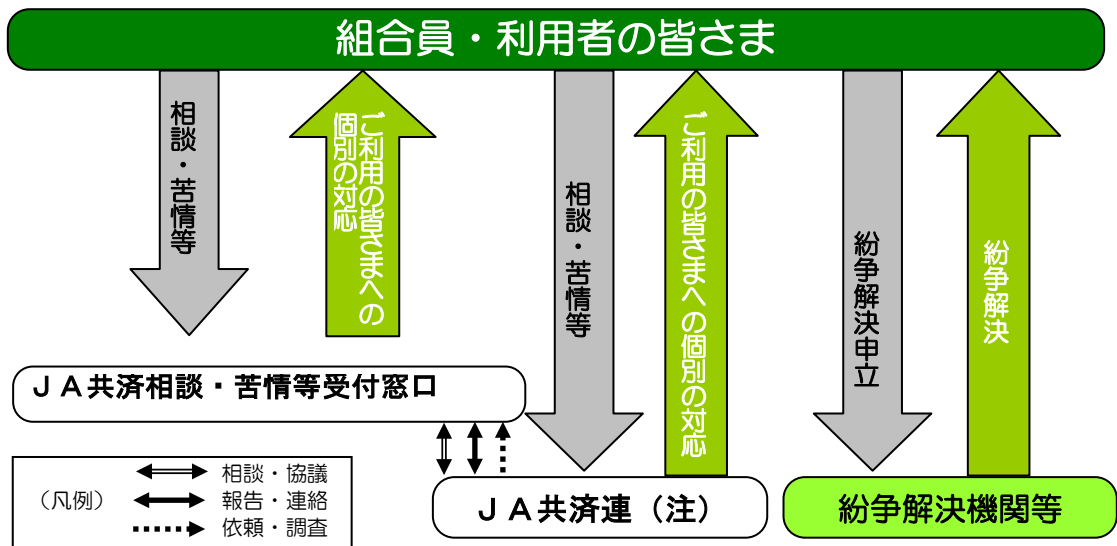 組合員・利用者の皆さま
相談・苦情等
ご利用の皆さまへの
個別の対応
相談・苦情等
ご利用の皆さまへの個別の対応
紛争解決申立
紛争解決
ＪＡ共済相談・苦情等受付窓口
ＪＡ共済連（注）
紛争解決機関等
（凡例）
相談・協議
報告・連絡
依頼・調査